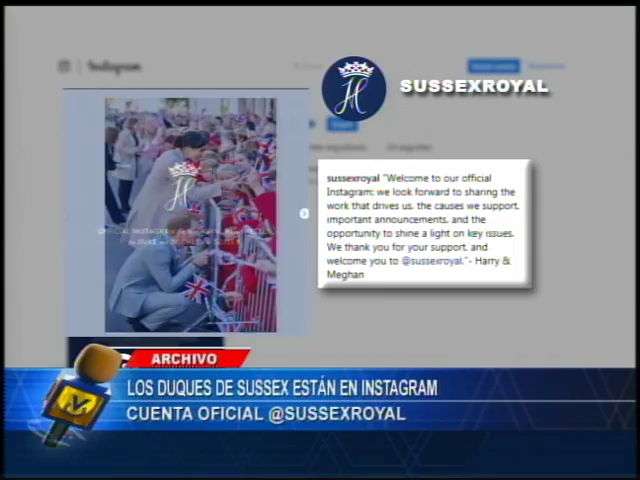 Instagram
SUSSEXROYAL
sussexroyal "Welcome to our official
Instagram; we look forward to sharing the
work that drives us, the causes we support,
important announcements, and the
opportunity to shine a light on key issues.
We thank you for your support, and
welcome you to @sussexroyal."- Harry &
Meghan
ARCHIVO
LOS DUQUES DE SUSSEX ESTÁN EN INSTAGRAM
CUENTA OFICIAL @SUSSEXROYAL